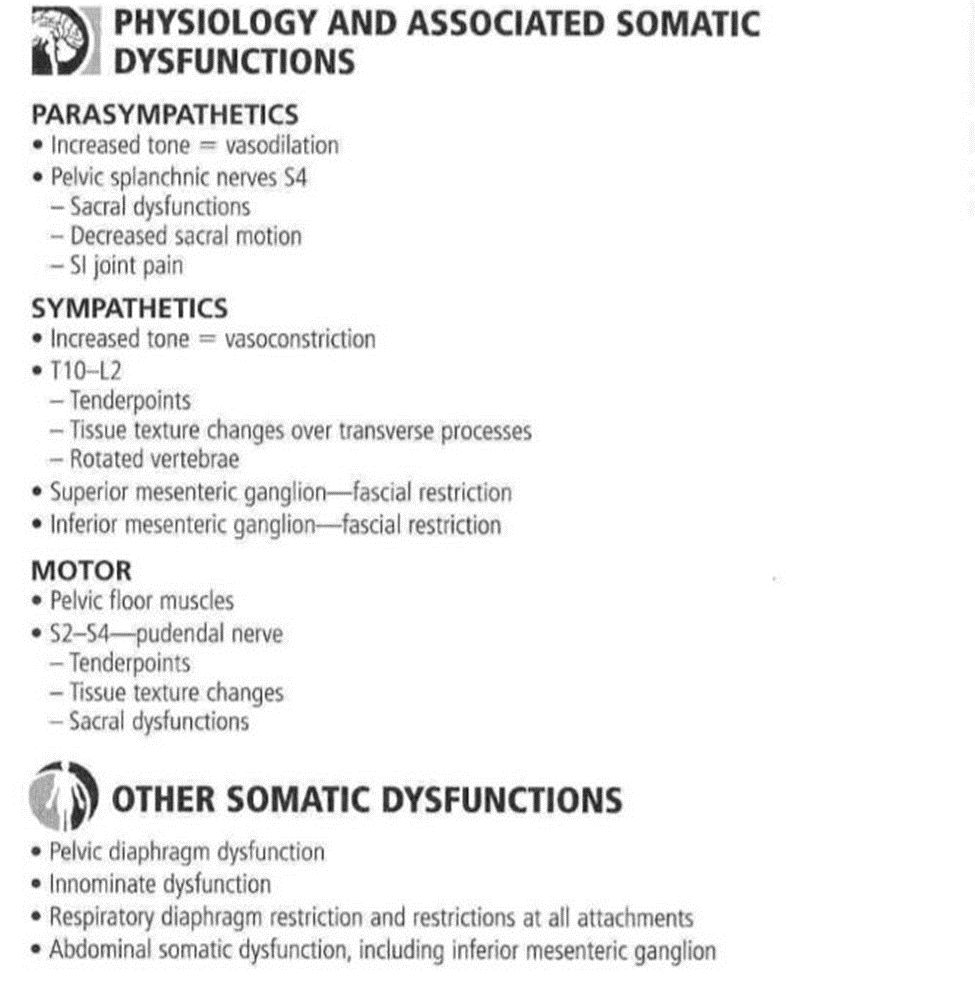 PHYSIOLOGY AND ASSOCIATED SOMATIC
DYSFUNCTIONS
PARASYMPATHETICS
• Increased tone = vasodilation
• Pelvic splanchnic nerves S4
– Sacral dysfunctions
– Decreased sacral motion
– SI joint pain
SYMPATHETICS
• Increased tone = vasoconstriction
• T10–L2
– Tenderpoints
– Tissue texture changes over transverse processes
– Rotated vertebrae
• Superior mesenteric ganglion—fascial restriction
• Inferior mesenteric ganglion—fascial restriction
MOTOR
• Pelvic floor muscles
• S2–S4—pudendal nerve
– Tenderpoints
– Tissue texture changes
– Sacral dysfunctions
OTHER SOMATIC DYSFUNCTIONS
• Pelvic diaphragm dysfunction
• Innominate dysfunction
• Respiratory diaphragm restriction and restrictions at all attachments
• Abdominal somatic dysfunction, including inferior mesenteric ganglion